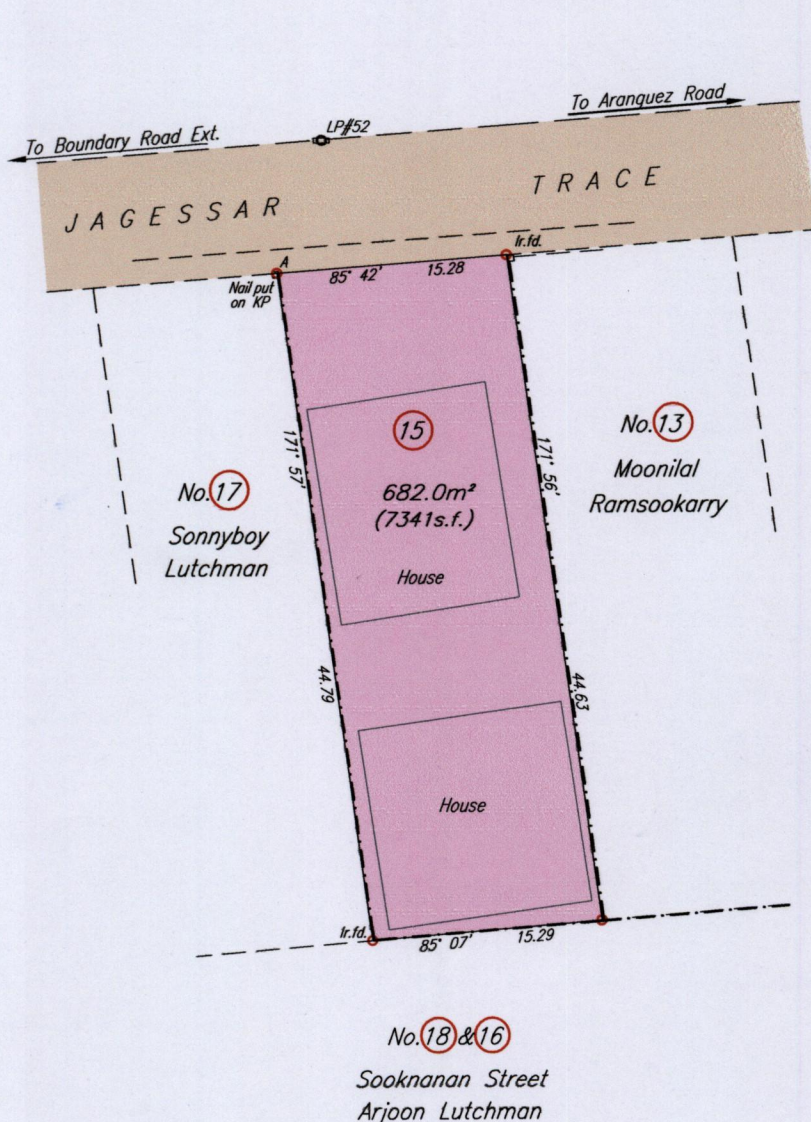 To Aranquez Road
LP#52
To Boundary Road Ext.
JAGESSAR TRACE
A
Ir.fd.
Nail put
on KP
85° 42' 15.28
15
682.0m²
(7341s.f.)
House
171° 57'
171° 56'
No.13
Moonilal
Ramsookarry
No.17
Sonnyboy
Lutchman
44.79
44.63
House
Ir.fd.
85° 07' 15.29
No.18&16
Sooknanan Street
Arjoon Lutchman